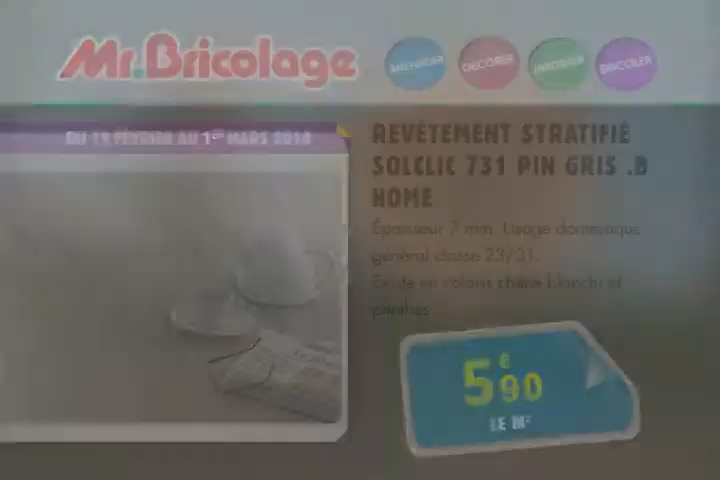 Mr.Bricolage
AMÉNAGER DÉCORER JARDINER BRICOLER
DU 19 FÉVRIER AU 1ER MARS 2014
REVÊTEMENT STRATIFIÉ
SOLCLIC 731 PIN GRIS .B
HOME
Épaisseur 7 mm. Usage domestique
général classe 23/31.
Existe en coloris chêne blanchi et
planches
5€90
LE M²